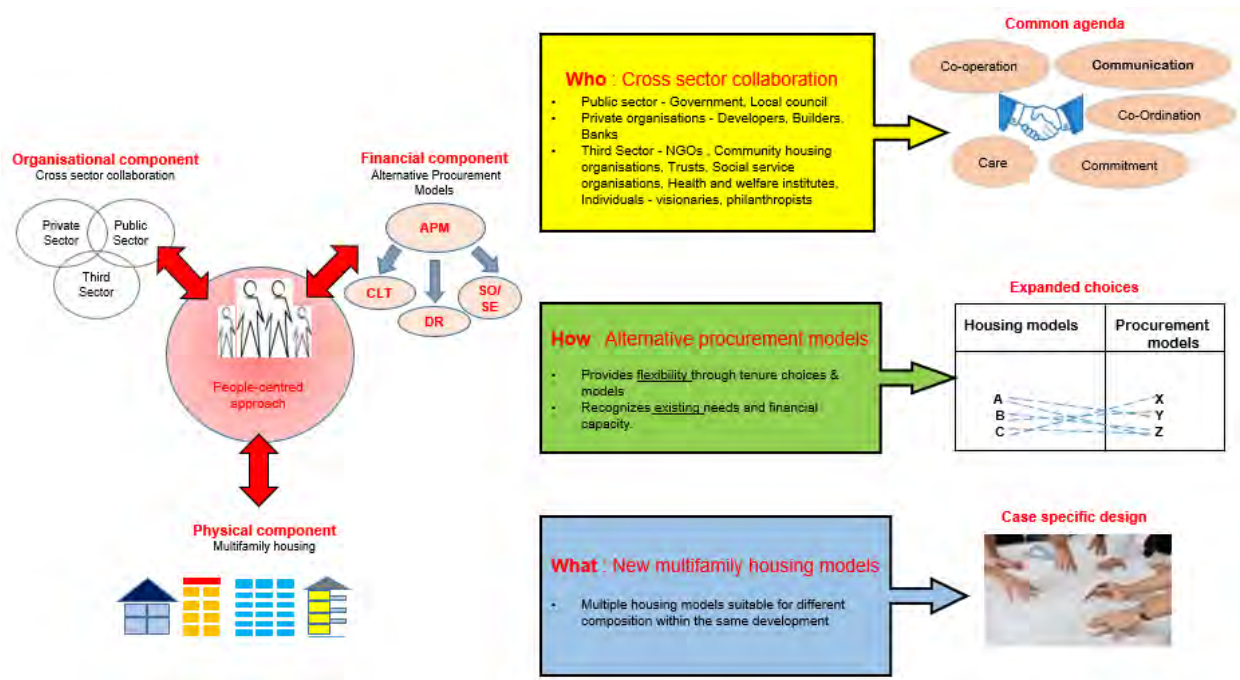 Organisational component
Cross sector collaboration
Private
Sector
Public
Sector
Third
Sector
Financial component
Alternative Procurement
Models
APM
CLT
DR
SO/
SE
People-centred
approach
Physical component
Multifamily housing
Who : Cross sector collaboration
• Public sector - Government, Local council
• Private organisations - Developers, Builders,
Banks
• Third Sector - NGOs , Community housing
organisations, Trusts, Social service
organisations, Health and welfare institutes,
Individuals - visionaries, philanthropists
Common agenda
Co-operation
Communication
Co-Ordination
Care
Commitment
How : Alternative procurement models
• Provides flexibility through tenure choices &
models
• Recognizes existing needs and financial
capacity.
Expanded choices
Housing models
Procurement
models
A
X
B
Y
C
Z
What : New multifamily housing models
• Multiple housing models suitable for different
composition within the same development
Case specific design